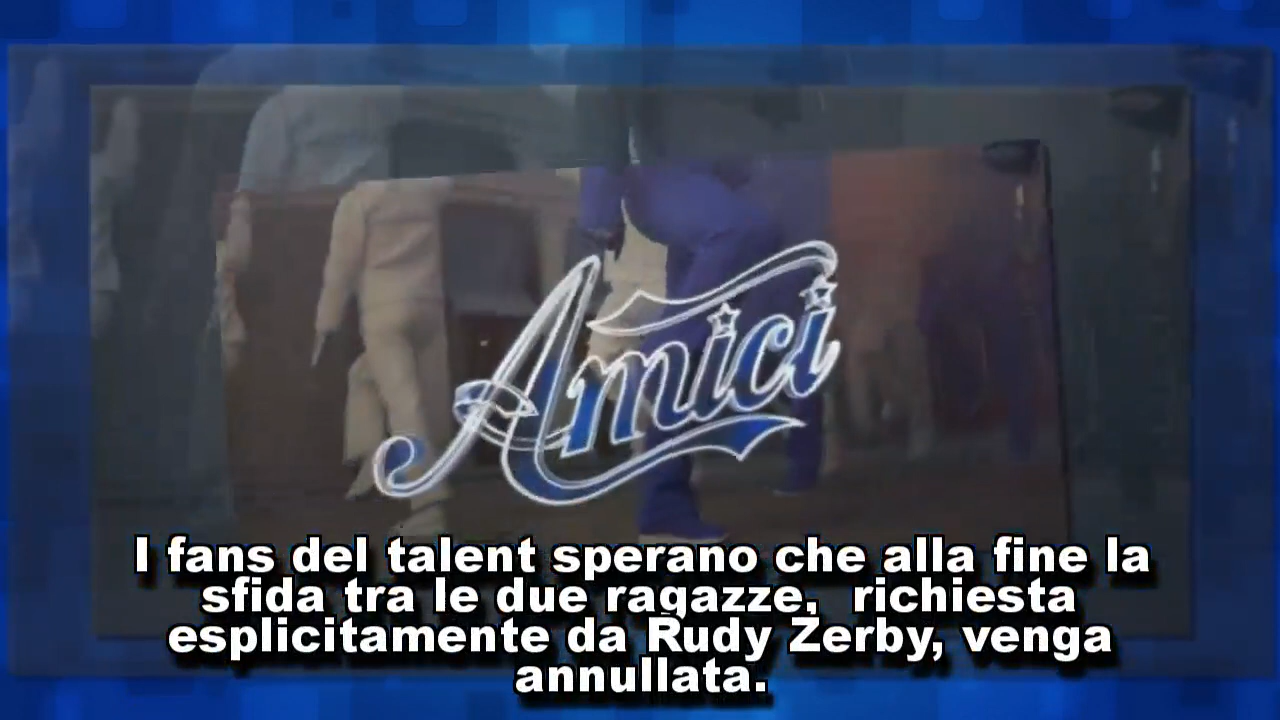 Amici
I fans del talent sperano che alla fine la
sfida tra le due ragazze,  richiesta
esplicitamente da Rudy Zerby, venga
annullata.